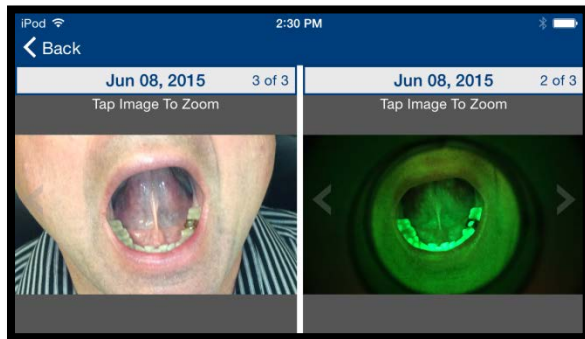 iPod 2:30 PM
Back
Jun 08, 2015 3 of 3
Tap Image To Zoom
Jun 08, 2015 2 of 3
Tap Image To Zoom